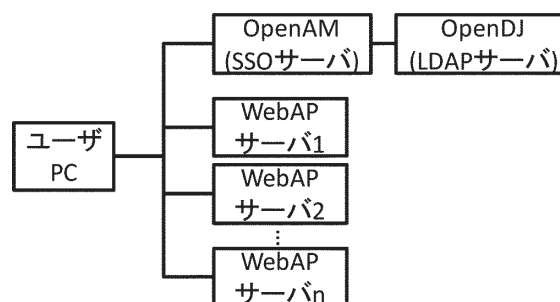 OpenAM
(SSOサーバ)
OpenDJ
(LDAPサーバ)
ユーザ
PC
WebAP
サーバ1
WebAP
サーバ2
⋮
WebAP
サーバn